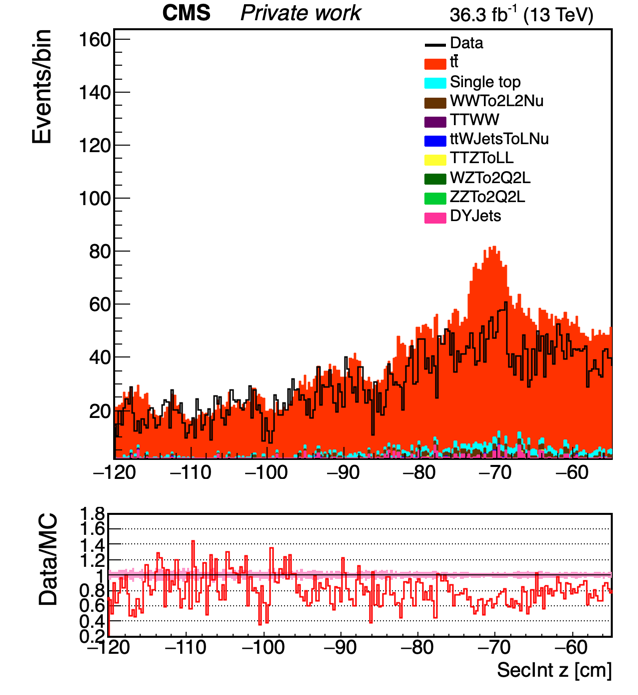 CMS Private work 36.3 fb⁻¹ (13 TeV)
Events/bin
160
140
120
100
80
60
40
20
Data
tt̄
Single top
WWTo2L2Nu
TTWW
ttWJetsToLNu
TTZToLL
WZTo2Q2L
ZZTo2Q2L
DYJets
−120 −110 −100 −90 −80 −70 −60
Data/MC
1.8
1.6
1.4
1.2
1
0.8
0.6
0.4
0.2
−120 −110 −100 −90 −80 −70 −60
SecInt z [cm]